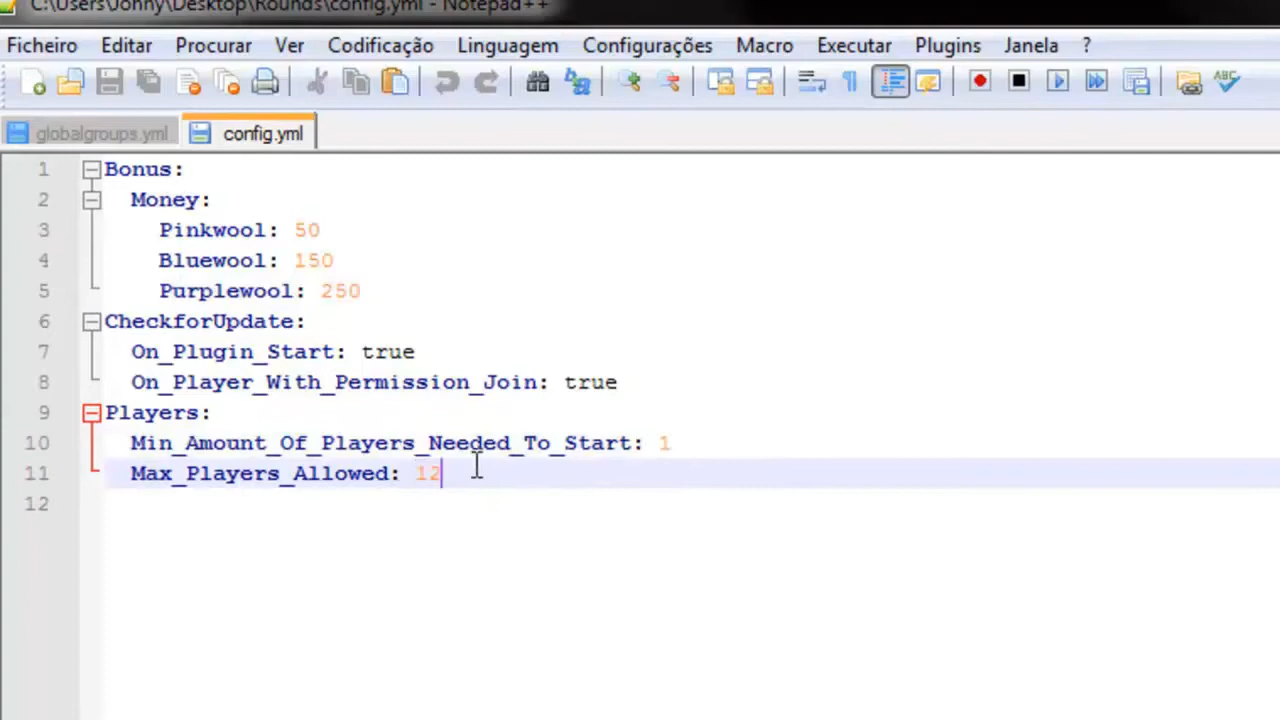 C:\Users\Johny\Desktop\Rounds\config.yml - Notepad++
Ficheiro Editar Procurar Ver Codificação Linguagem Configurações Macro Executar Plugins Janela ?
globalgroups.yml config.yml
1 Bonus:
2 Money:
3 Pinkwool: 50
4 Bluewool: 150
5 Purplewool: 250
6 CheckforUpdate:
7 On_Plugin_Start: true
8 On_Player_With_Permission_Join: true
9 Players:
10 Min_Amount_Of_Players_Needed_To_Start: 1
11 Max_Players_Allowed: 12
12